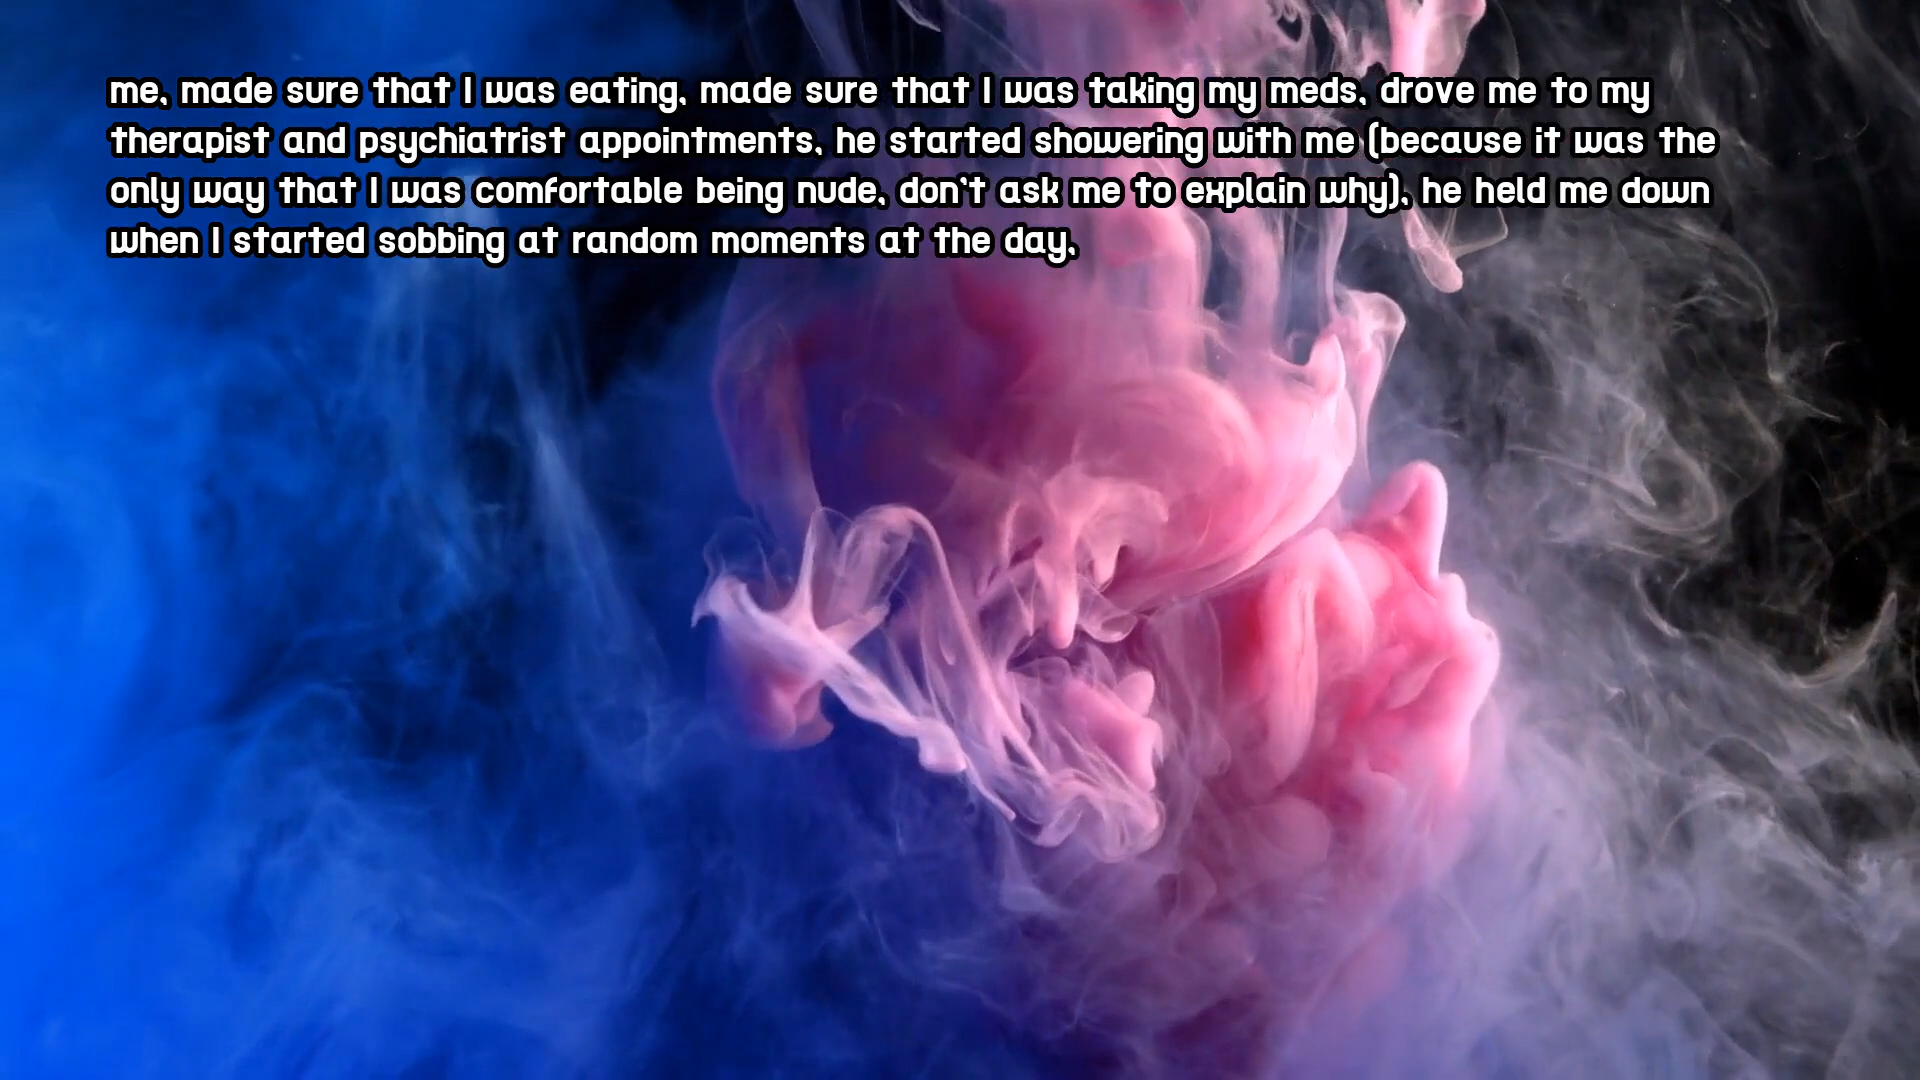 me, made sure that I was eating, made sure that I was taking my meds, drove me to my
therapist and psychiatrist appointments, he started showering with me (because it was the
only way that I was comfortable being nude, don't ask me to explain why), he held me down
when I started sobbing at random moments at the day,